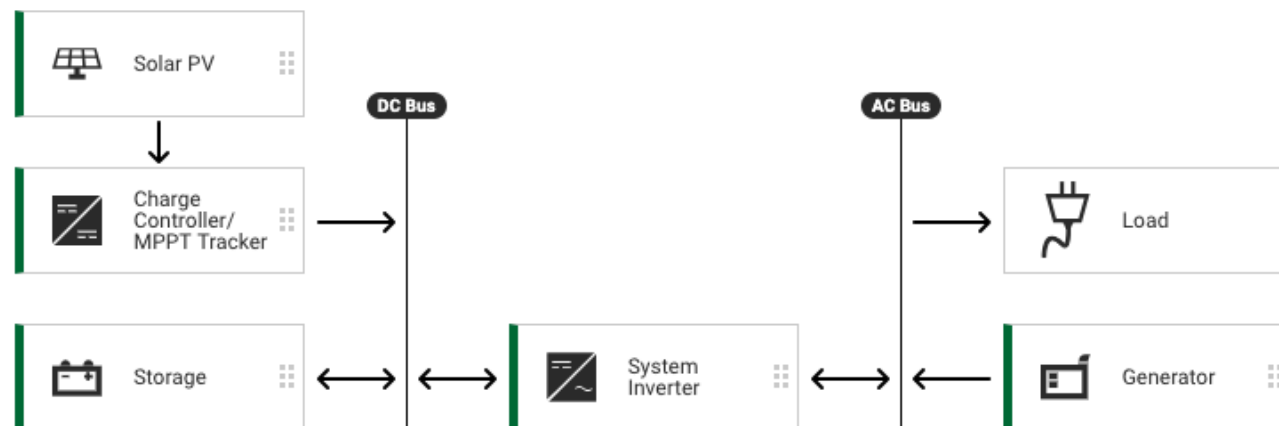 Solar PV
DC Bus
AC Bus
Charge
Controller/
MPPT Tracker
Load
Storage
System
Inverter
Generator